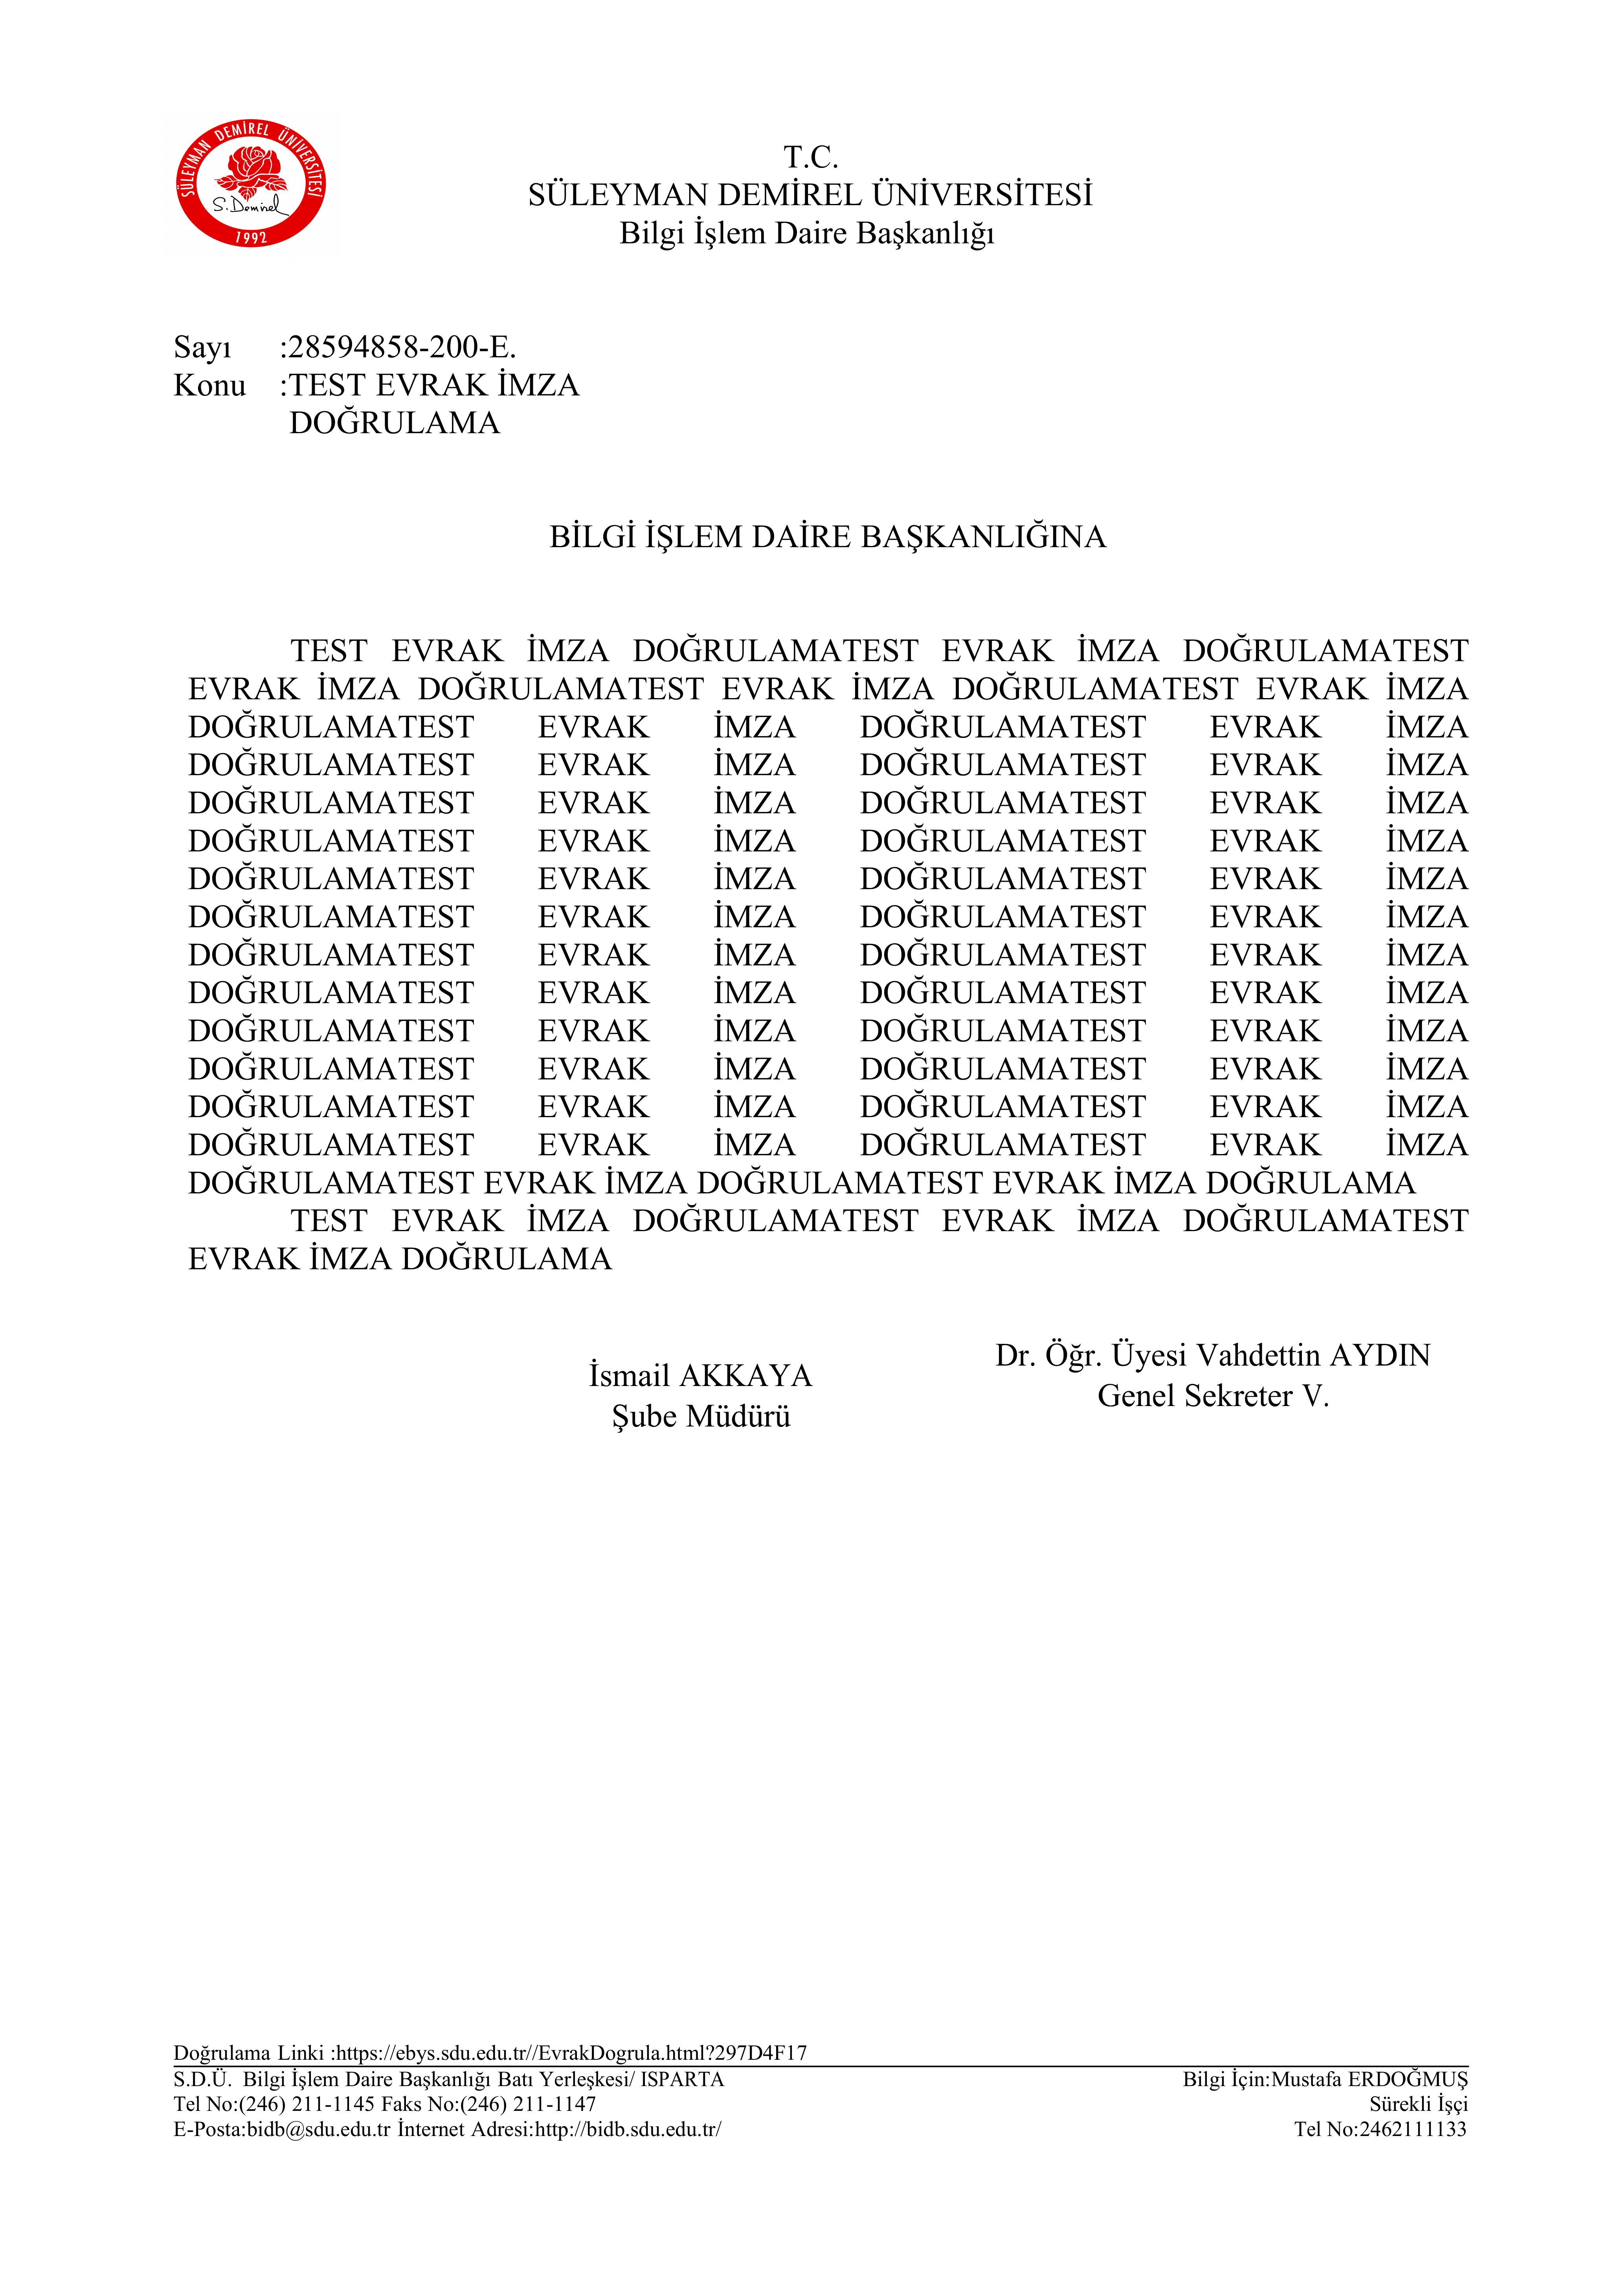 SÜLEYMAN DEMİREL ÜNİVERSİTESİ
S.Demirel
1992
T.C.
SÜLEYMAN DEMİREL ÜNİVERSİTESİ
Bilgi İşlem Daire Başkanlığı
Sayı :28594858-200-E.
Konu :TEST EVRAK İMZA
DOĞRULAMA
BİLGİ İŞLEM DAİRE BAŞKANLIĞINA
TEST EVRAK İMZA DOĞRULAMATEST EVRAK İMZA DOĞRULAMATEST
EVRAK İMZA DOĞRULAMATEST EVRAK İMZA DOĞRULAMATEST EVRAK İMZA
DOĞRULAMATEST EVRAK İMZA DOĞRULAMATEST EVRAK İMZA
DOĞRULAMATEST EVRAK İMZA DOĞRULAMATEST EVRAK İMZA
DOĞRULAMATEST EVRAK İMZA DOĞRULAMATEST EVRAK İMZA
DOĞRULAMATEST EVRAK İMZA DOĞRULAMATEST EVRAK İMZA
DOĞRULAMATEST EVRAK İMZA DOĞRULAMATEST EVRAK İMZA
DOĞRULAMATEST EVRAK İMZA DOĞRULAMATEST EVRAK İMZA
DOĞRULAMATEST EVRAK İMZA DOĞRULAMATEST EVRAK İMZA
DOĞRULAMATEST EVRAK İMZA DOĞRULAMATEST EVRAK İMZA
DOĞRULAMATEST EVRAK İMZA DOĞRULAMATEST EVRAK İMZA
DOĞRULAMATEST EVRAK İMZA DOĞRULAMATEST EVRAK İMZA
DOĞRULAMATEST EVRAK İMZA DOĞRULAMATEST EVRAK İMZA
DOĞRULAMATEST EVRAK İMZA DOĞRULAMATEST EVRAK İMZA
DOĞRULAMATEST EVRAK İMZA DOĞRULAMATEST EVRAK İMZA DOĞRULAMA
TEST EVRAK İMZA DOĞRULAMATEST EVRAK İMZA DOĞRULAMATEST
EVRAK İMZA DOĞRULAMA
İsmail AKKAYA
Şube Müdürü
Dr. Öğr. Üyesi Vahdettin AYDIN
Genel Sekreter V.
Doğrulama Linki :https://ebys.sdu.edu.tr//EvrakDogrula.html?297D4F17
S.D.Ü. Bilgi İşlem Daire Başkanlığı Batı Yerleşkesi/ ISPARTA
Tel No:(246) 211-1145 Faks No:(246) 211-1147
E-Posta:bidb@sdu.edu.tr İnternet Adresi:http://bidb.sdu.edu.tr/
Bilgi İçin:Mustafa ERDOĞMUŞ
Sürekli İşçi
Tel No:2462111133